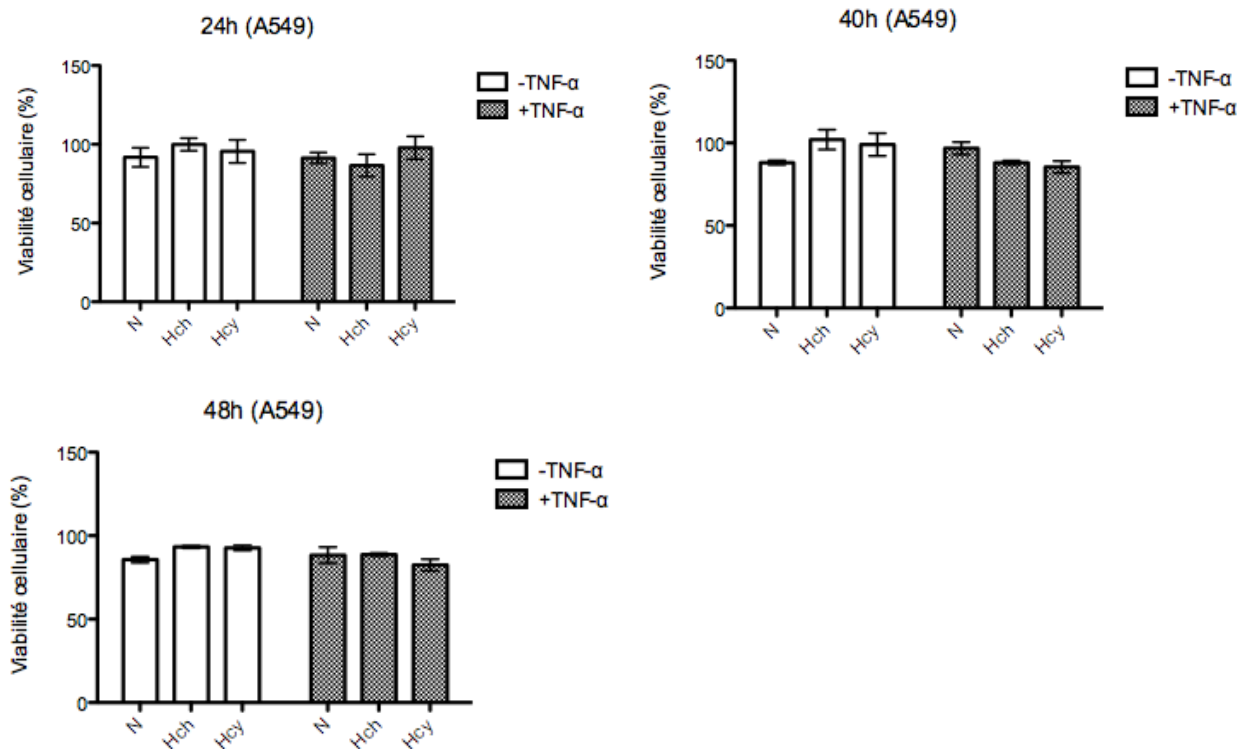 24h (A549)
Viabilité cellulaire (%)
150
100
50
0
N
Hch
Hcy
N
Hch
Hcy
-TNF-α
+TNF-α
40h (A549)
Viabilité cellulaire (%)
150
100
50
0
N
Hch
Hcy
N
Hch
Hcy
-TNF-α
+TNF-α
48h (A549)
Viabilité cellulaire (%)
150
100
50
0
N
Hch
Hcy
N
Hch
Hcy
-TNF-α
+TNF-α